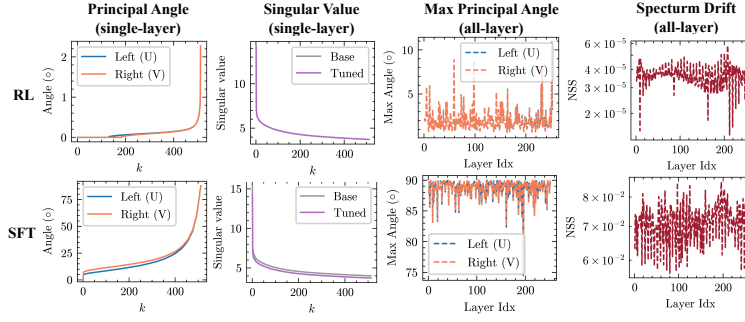 Principal Angle
(single-layer)
Singular Value
(single-layer)
Max Principal Angle
(all-layer)
Specturm Drift
(all-layer)
RL
Angle (○)
2
1
0
Left (U)
Right (V)
0
200
400
k
Singular value
10
5
Base
Tuned
0
200
400
k
Max Angle (○)
10
5
Left (U)
Right (V)
0
100
200
Layer Idx
NSS
6 × 10⁻⁵
4 × 10⁻⁵
3 × 10⁻⁵
2 × 10⁻⁵
0
100
200
Layer Idx
SFT
Angle (○)
75
50
25
0
Left (U)
Right (V)
0
200
400
k
Singular value
15
10
5
Base
Tuned
0
200
400
k
Max Angle (○)
90
85
80
75
Left (U)
Right (V)
0
100
200
Layer Idx
NSS
8 × 10⁻²
7 × 10⁻²
6 × 10⁻²
0
100
200
Layer Idx